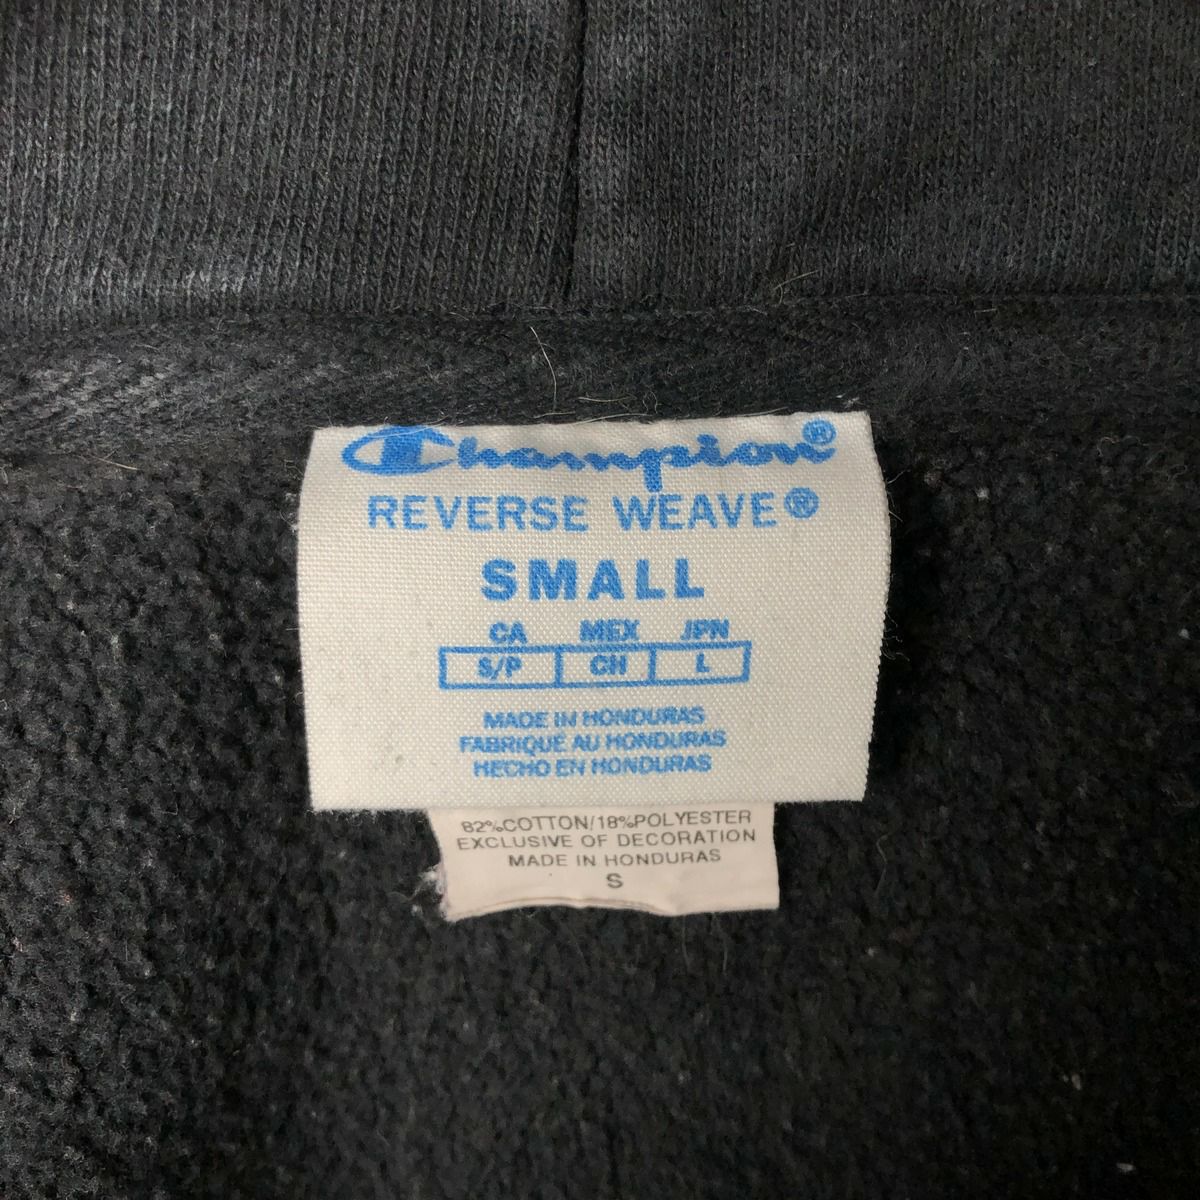 Champion®
REVERSE WEAVE®
SMALL
CA MEX JPN
S/P CH L
MADE IN HONDURAS
FABRIQUE AU HONDURAS
HECHO EN HONDURAS
82%COTTON/18%POLYESTER
EXCLUSIVE OF DECORATION
MADE IN HONDURAS
S